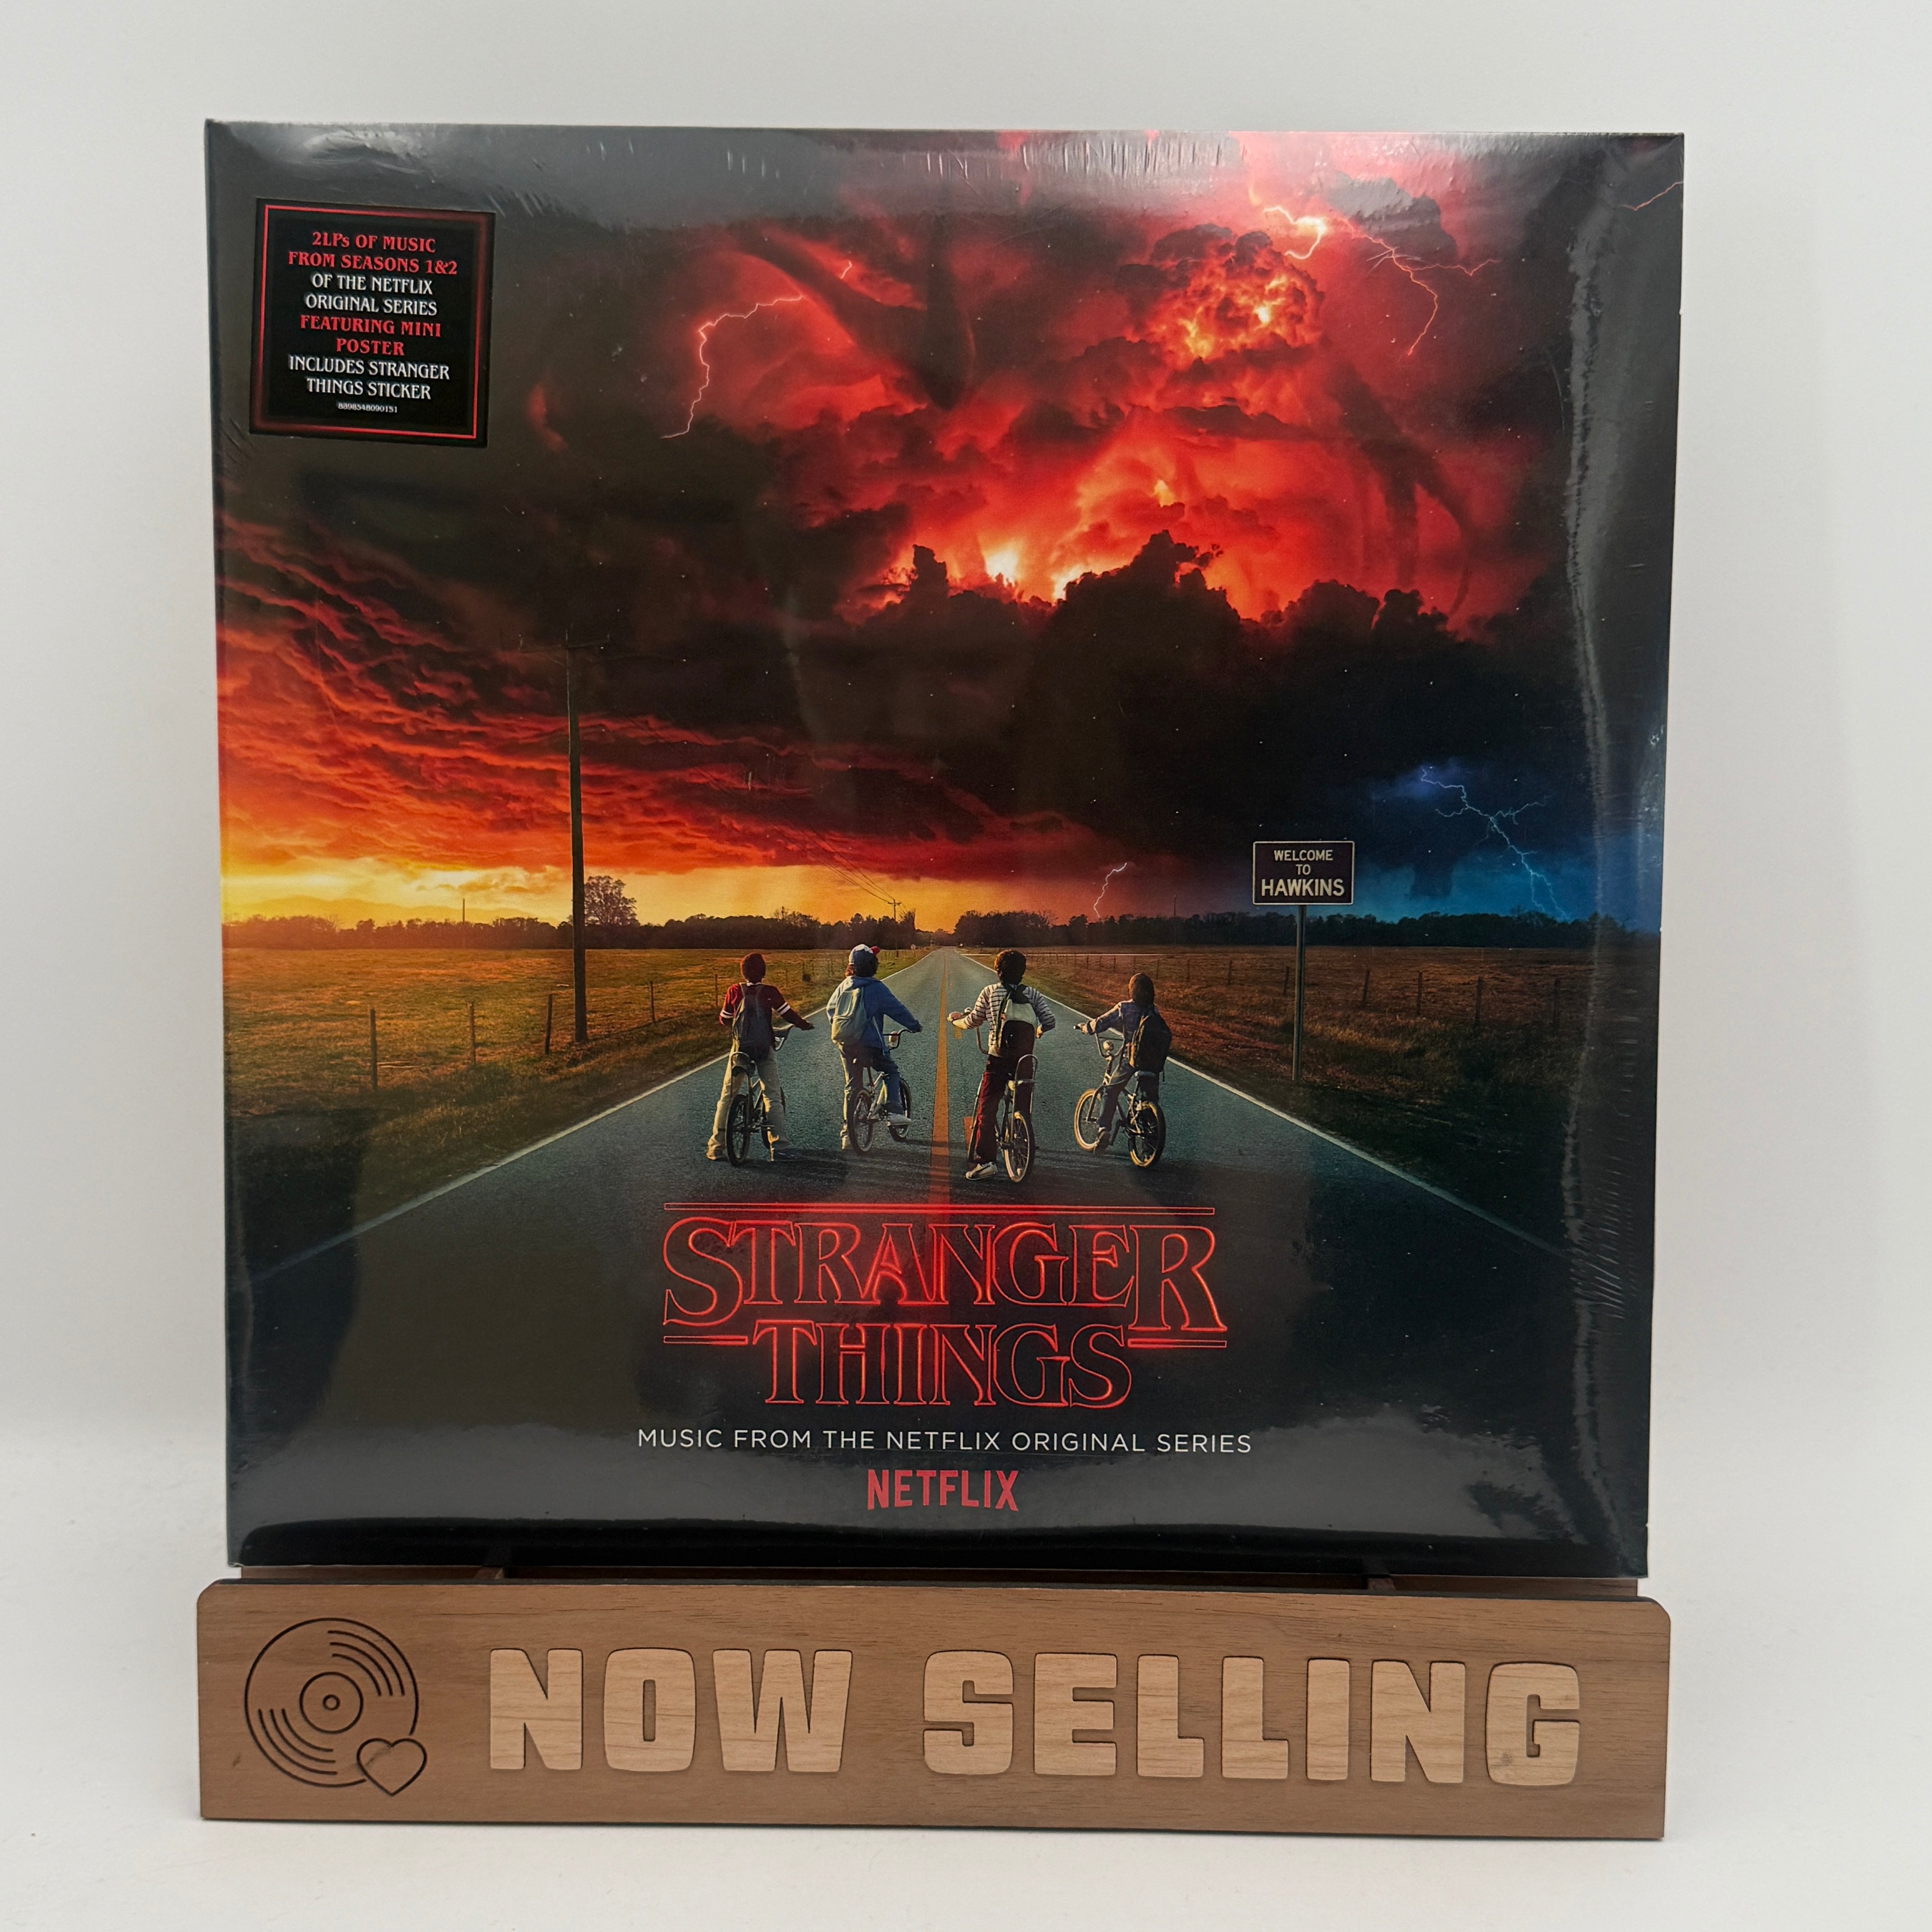 2LPs OF MUSIC
FROM SEASONS 1&2
OF THE NETFLIX
ORIGINAL SERIES
FEATURING MINI
POSTER
INCLUDES STRANGER
THINGS STICKER
88985480901S1
WELCOME
TO
HAWKINS
STRANGER
THINGS
MUSIC FROM THE NETFLIX ORIGINAL SERIES
NETFLIX
NOW SELLING